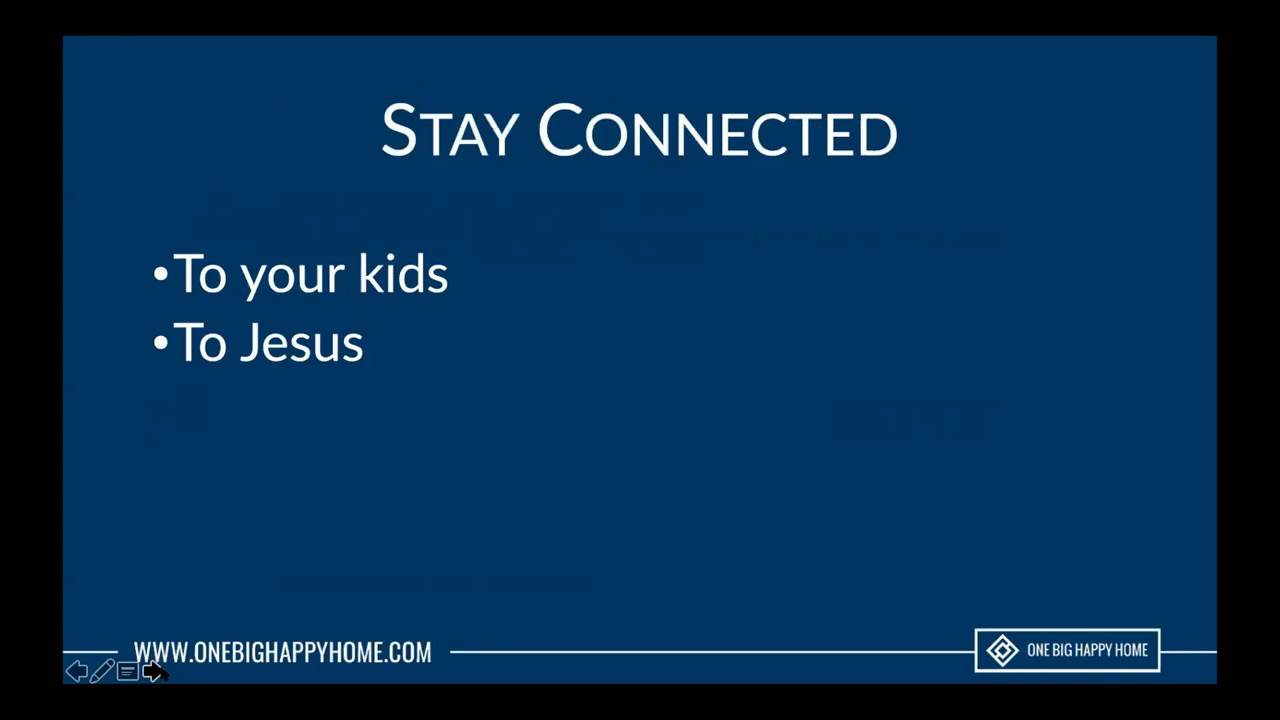 STAY CONNECTED
•To your kids
•To Jesus
WWW.ONEBIGHAPPYHOME.COM
ONE BIG HAPPY HOME